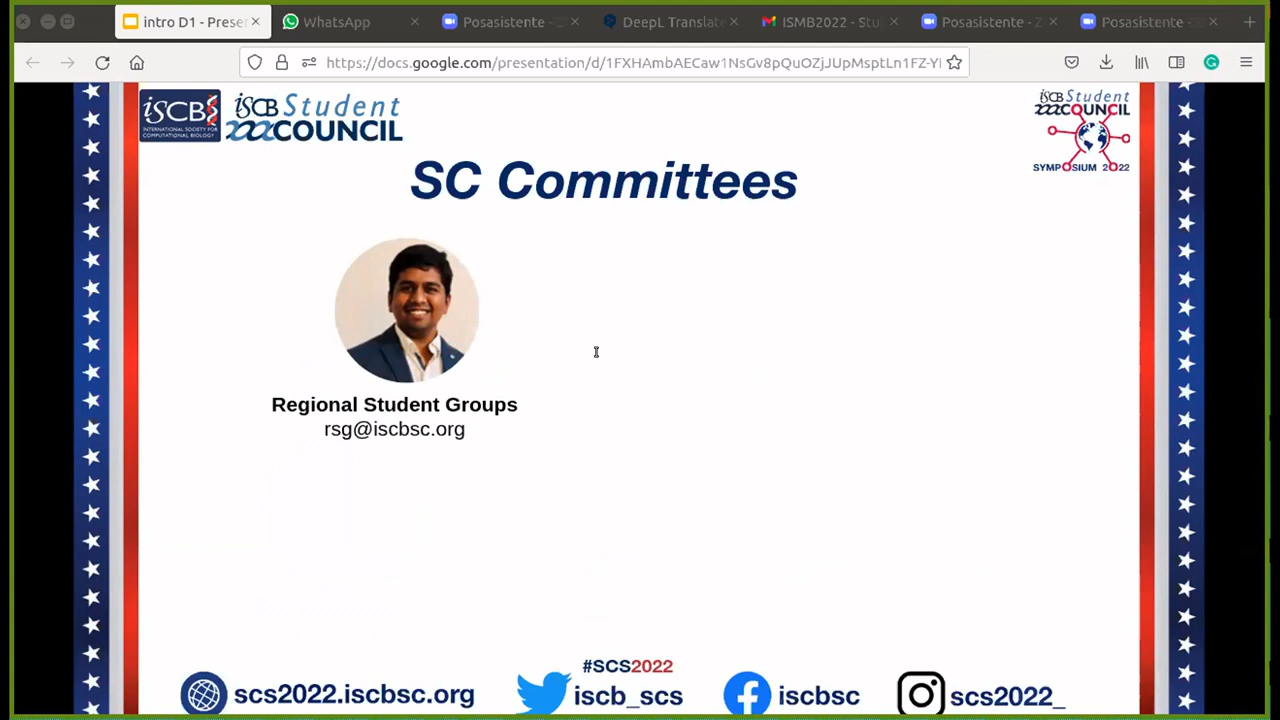 intro D1 - Prese
WhatsApp
Posasistente -
DeepL Translate
ISMB2022 - Stu
Posasistente - Z
Posasistente -
https://docs.google.com/presentation/d/1FXHAmbAECaw1NsGv8pQuOZjJUpMsptLn1FZ-Yl
iSCB
INTERNATIONAL SOCIETY FOR
COMPUTATIONAL BIOLOGY
iSCB Student
COUNCIL
iSCB Student
COUNCIL
SYMPOSIUM 2022
SC Committees
Regional Student Groups
rsg@iscbsc.org
#SCS2022
scs2022.iscbsc.org
iscb_scs
iscbsc
scs2022_